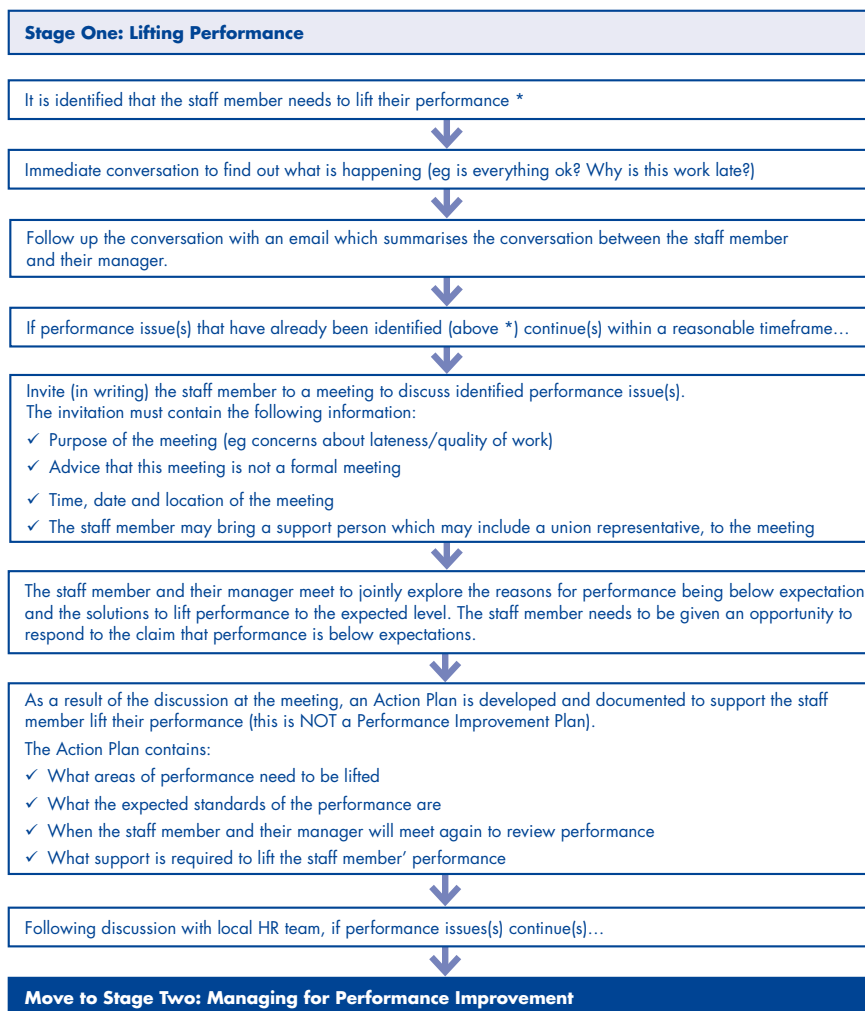 Stage One: Lifting Performance
It is identified that the staff member needs to lift their performance *
Immediate conversation to find out what is happening (eg is everything ok? Why is this work late?)
Follow up the conversation with an email which summarises the conversation between the staff member
and their manager.
If performance issue(s) that have already been identified (above *) continue(s) within a reasonable timeframe…
Invite (in writing) the staff member to a meeting to discuss identified performance issue(s).
The invitation must contain the following information:
✓ Purpose of the meeting (eg concerns about lateness/quality of work)
✓ Advice that this meeting is not a formal meeting
✓ Time, date and location of the meeting
✓ The staff member may bring a support person which may include a union representative, to the meeting
The staff member and their manager meet to jointly explore the reasons for performance being below expectation
and the solutions to lift performance to the expected level. The staff member needs to be given an opportunity to
respond to the claim that performance is below expectations.
As a result of the discussion at the meeting, an Action Plan is developed and documented to support the staff
member lift their performance (this is NOT a Performance Improvement Plan).
The Action Plan contains:
✓ What areas of performance need to be lifted
✓ What the expected standards of the performance are
✓ When the staff member and their manager will meet again to review performance
✓ What support is required to lift the staff member’ performance
Following discussion with local HR team, if performance issues(s) continue(s)…
Move to Stage Two: Managing for Performance Improvement